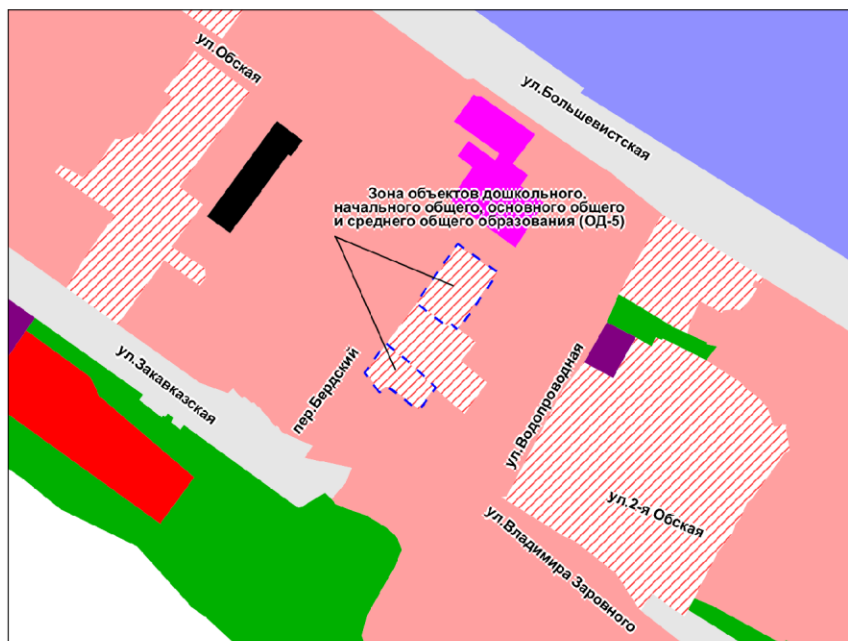 ул.Обская
ул.Большевистская
Зона объектов дошкольного,
начального общего, основного общего
и среднего общего образования (ОД-5)
ул.Закавказская
пер.Бердский
ул.Водопроводная
ул.2-я Обская
ул.Владимира Заровного